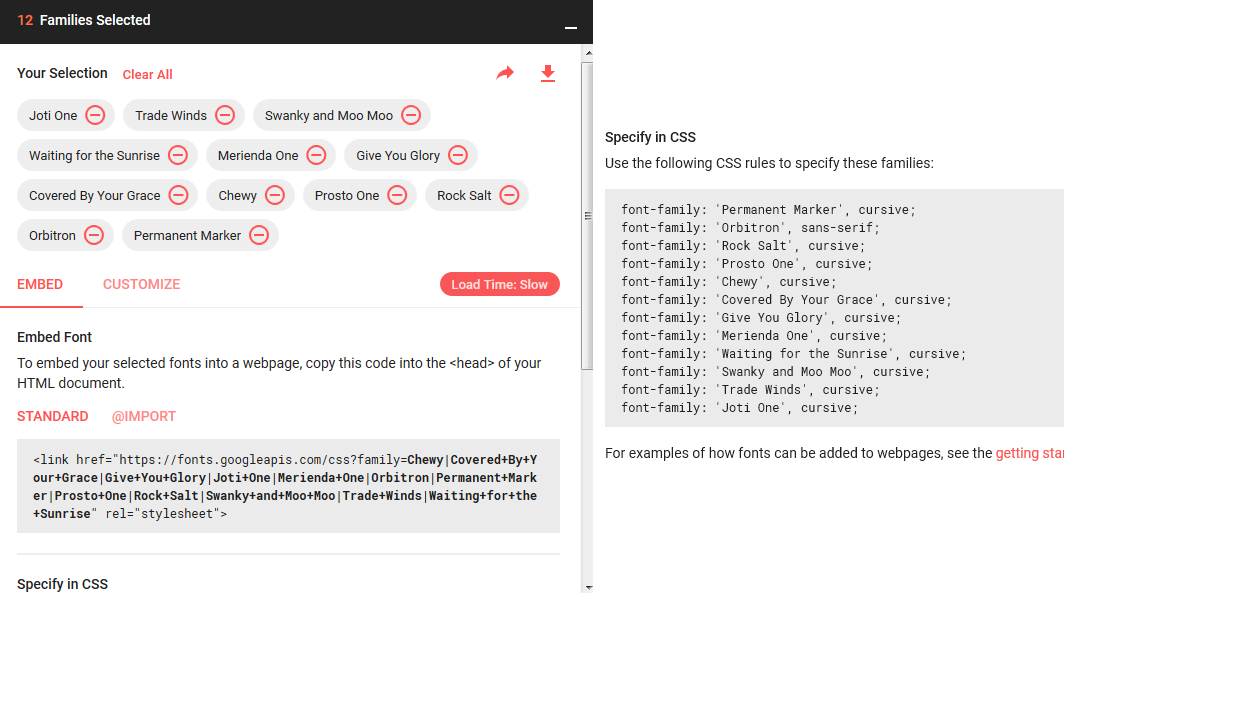 12 Families Selected
Your Selection Clear All
Joti One Trade Winds Swanky and Moo Moo
Waiting for the Sunrise Merienda One Give You Glory
Covered By Your Grace Chewy Prosto One Rock Salt
Orbitron Permanent Marker
EMBED CUSTOMIZE Load Time: Slow
Embed Font
To embed your selected fonts into a webpage, copy this code into the <head> of your
HTML document.
STANDARD @IMPORT
<link href="https://fonts.googleapis.com/css?family=Chewy|Covered+By+Y
our+Grace|Give+You+Glory|Joti+One|Merienda+One|Orbitron|Permanent+Mark
er|Prosto+One|Rock+Salt|Swanky+and+Moo+Moo|Trade+Winds|Waiting+for+the
+Sunrise" rel="stylesheet">
Specify in CSS
Specify in CSS
Use the following CSS rules to specify these families:
font-family: 'Permanent Marker', cursive;
font-family: 'Orbitron', sans-serif;
font-family: 'Rock Salt', cursive;
font-family: 'Prosto One', cursive;
font-family: 'Chewy', cursive;
font-family: 'Covered By Your Grace', cursive;
font-family: 'Give You Glory', cursive;
font-family: 'Merienda One', cursive;
font-family: 'Waiting for the Sunrise', cursive;
font-family: 'Swanky and Moo Moo', cursive;
font-family: 'Trade Winds', cursive;
font-family: 'Joti One', cursive;
For examples of how fonts can be added to webpages, see the getting star